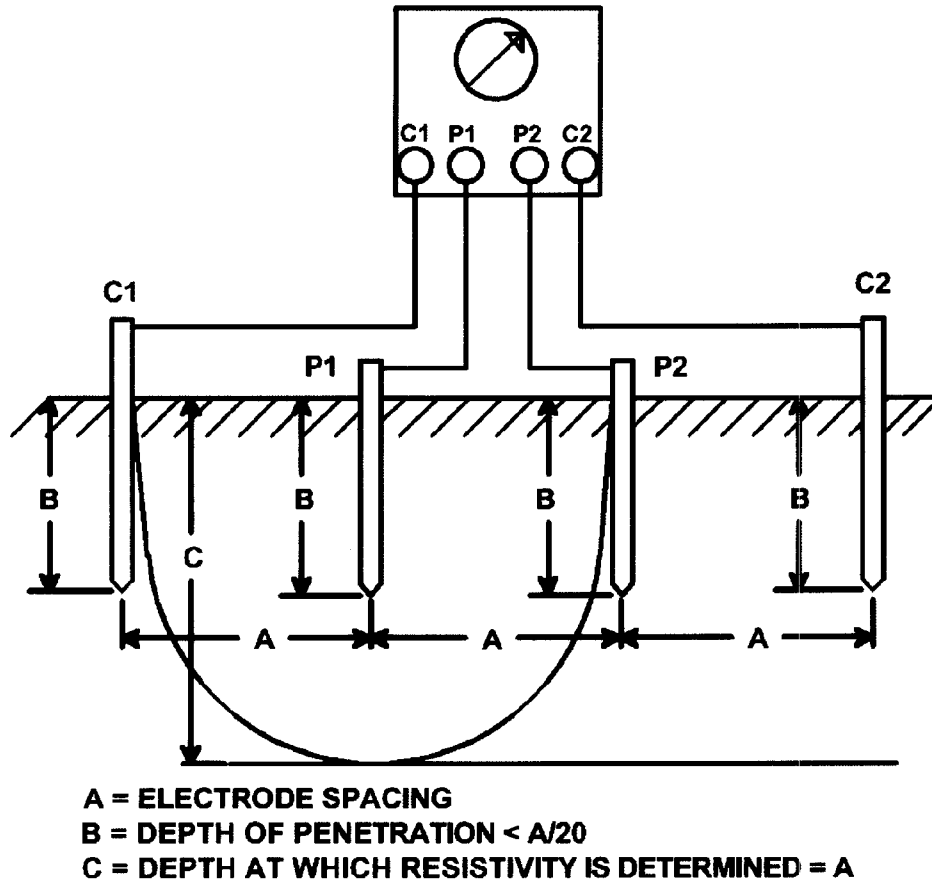 C1 P1 P2 C2
C1
C2
P1
P2
B
B
B
B
C
A
A
A
A = ELECTRODE SPACING
B = DEPTH OF PENETRATION < A/20
C = DEPTH AT WHICH RESISTIVITY IS DETERMINED = A